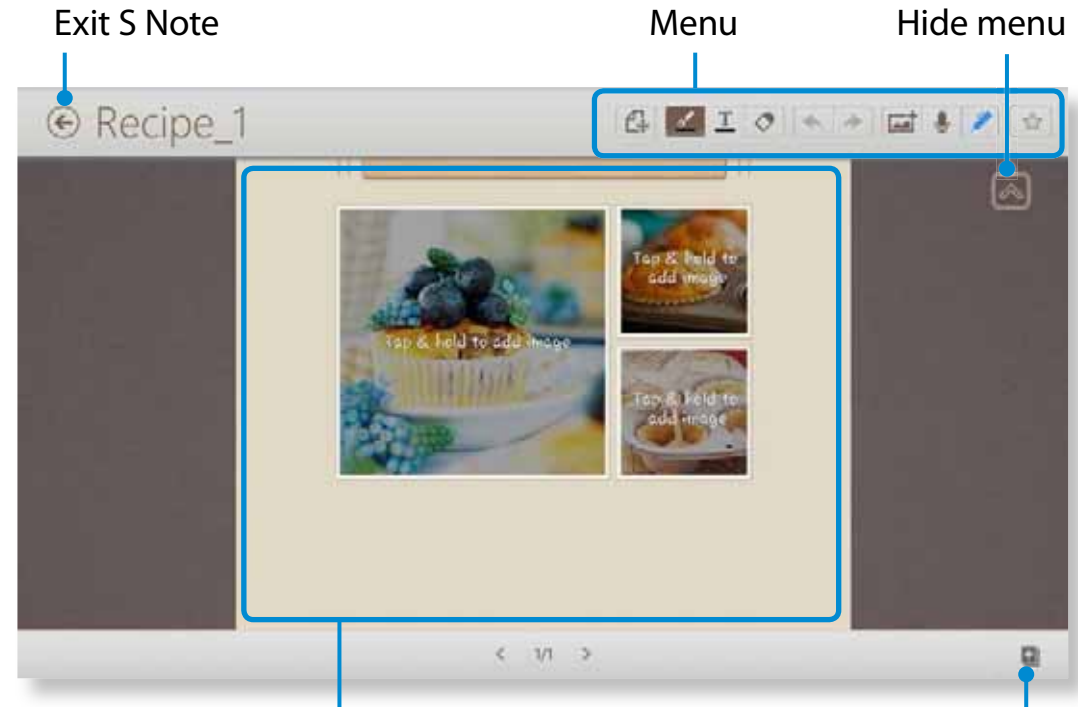 Exit S Note Menu Hide menu
Recipe_1
Tap & hold to
add image
Tap & hold to add image
Tap & hold to
add image
1/1